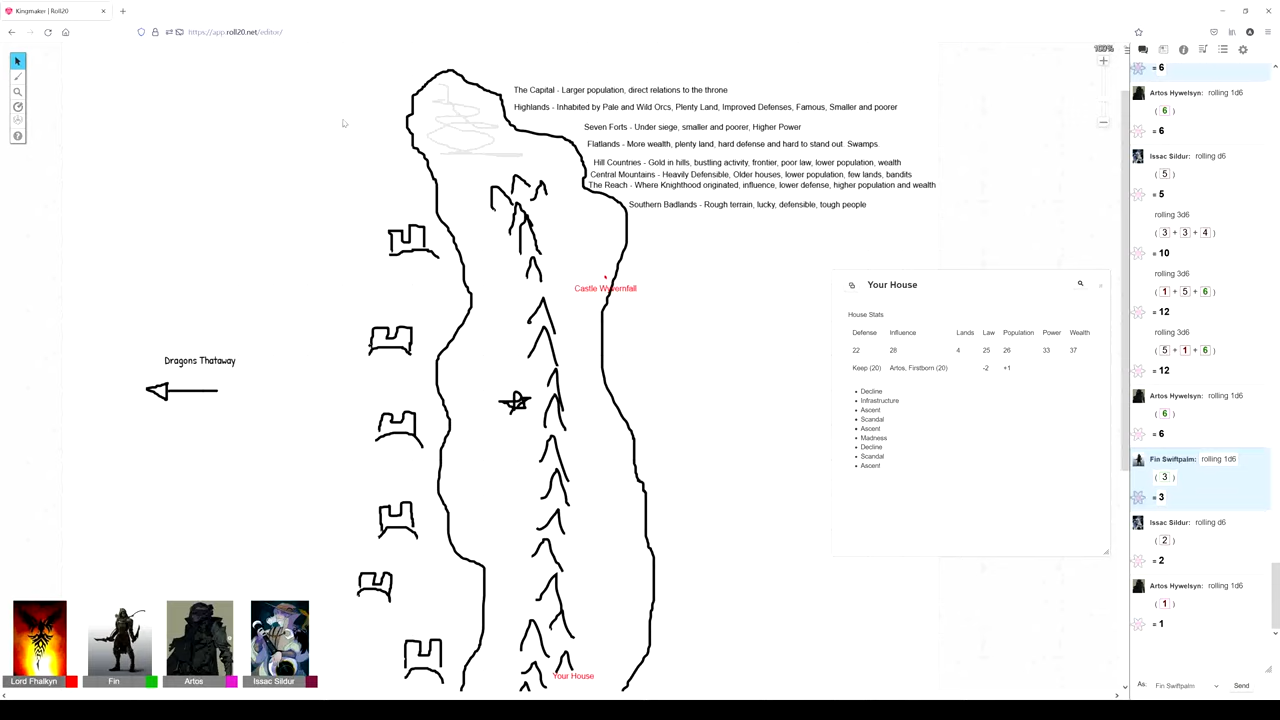 Kingmaker | Roll20
https://app.roll20.net/editor/
100%
The Capital - Larger population, direct relations to the throne
Highlands - Inhabited by Pale and Wild Orcs, Plenty Land, Improved Defenses, Famous, Smaller and poorer
Seven Forts - Under siege, smaller and poorer, Higher Power
Flatlands - More wealth, plenty land, hard defense and hard to stand out. Swamps.
Hill Countries - Gold in hills, bustling activity, frontier, poor law, lower population, wealth
Central Mountains - Heavily Defensible, Older houses, lower population, few lands, bandits
The Reach - Where Knighthood originated, influence, lower defense, higher population and wealth
Southern Badlands - Rough terrain, lucky, defensible, tough people
Castle Wyvernfall
Dragons Thataway
Your House
Your House
House Stats
Defense Influence Lands Law Population Power Wealth
22 28 4 25 26 33 37
Keep (20) Artos, Firstborn (20) -2 +1
Decline
Infrastructure
Ascent
Scandal
Ascent
Madness
Decline
Scandal
Ascent
= 6
Artos Hywelsyn: rolling 1d6
( 6 )
= 6
Issac Sildur: rolling d6
( 5 )
= 5
rolling 3d6
( 3 + 3 + 4 )
= 10
rolling 3d6
( 1 + 5 + 6 )
= 12
rolling 3d6
( 5 + 1 + 6 )
= 12
Artos Hywelsyn: rolling 1d6
( 6 )
= 6
Fin Swiftpalm: rolling 1d6
( 3 )
= 3
Issac Sildur: rolling d6
( 2 )
= 2
Artos Hywelsyn: rolling 1d6
( 1 )
= 1
As: Fin Swiftpalm Send
Lord Fhalkyn Fin Artos Issac Sildur